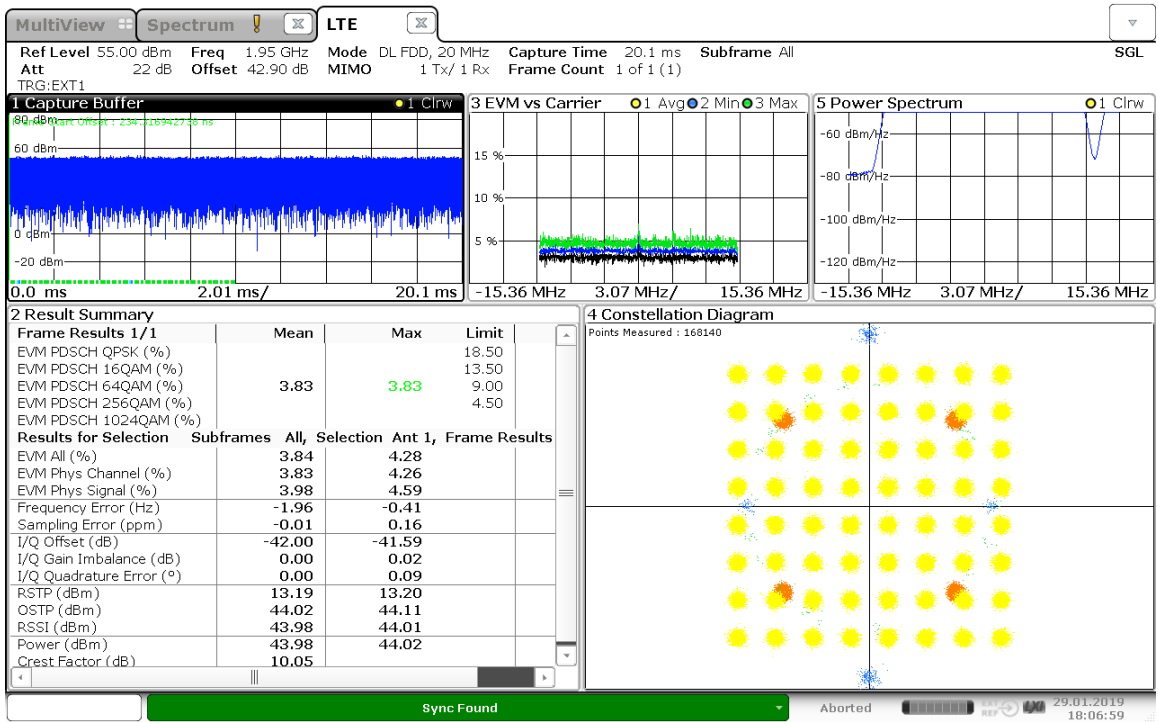 MultiView Spectrum ! LTE
Ref Level 55.00 dBm Freq 1.95 GHz Mode DL FDD, 20 MHz Capture Time 20.1 ms Subframe All SGL
Att 22 dB Offset 42.90 dB MIMO 1 Tx/ 1 Rx Frame Count 1 of 1 (1)
TRG:EXT1
1 Capture Buffer 1 Clrw
80 dBm
Frame Start Offset : 234.316942738 ns
60 dBm
0 dBm
-20 dBm
0.0 ms 2.01 ms/ 20.1 ms
3 EVM vs Carrier 1 Avg 2 Min 3 Max
15 %
10 %
5 %
-15.36 MHz 3.07 MHz/ 15.36 MHz
5 Power Spectrum 1 Clrw
-60 dBm/Hz
-80 dBm/Hz
-100 dBm/Hz
-120 dBm/Hz
-15.36 MHz 3.07 MHz/ 15.36 MHz
2 Result Summary
Frame Results 1/1 Mean Max Limit
EVM PDSCH QPSK (%) 18.50
EVM PDSCH 16QAM (%) 13.50
EVM PDSCH 64QAM (%) 3.83 3.83 9.00
EVM PDSCH 256QAM (%) 4.50
EVM PDSCH 1024QAM (%)
Results for Selection Subframes All, Selection Ant 1, Frame Results
EVM All (%) 3.84 4.28
EVM Phys Channel (%) 3.83 4.26
EVM Phys Signal (%) 3.98 4.59
Frequency Error (Hz) -1.96 -0.41
Sampling Error (ppm) -0.01 0.16
I/Q Offset (dB) -42.00 -41.59
I/Q Gain Imbalance (dB) 0.00 0.02
I/Q Quadrature Error (°) 0.00 0.09
RSTP (dBm) 13.19 13.20
OSTP (dBm) 44.02 44.11
RSSI (dBm) 43.98 44.01
Power (dBm) 43.98 44.02
Crest Factor (dB) 10.05
4 Constellation Diagram
Points Measured : 168140
Sync Found
Aborted
EXT
REF
LXI
29.01.2019
18:06:59